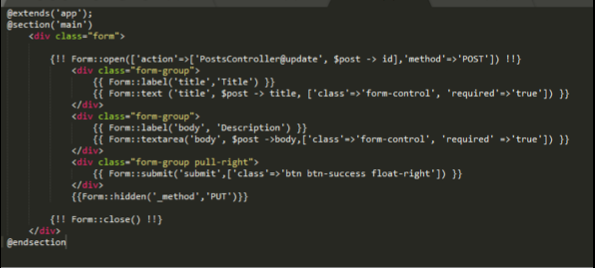 @extends('app');
@section('main')
<div class="form">
{!! Form::open(['action'=>['PostsController@update', $post -> id],'method'=>'POST']) !!}
<div class="form-group">
{{ Form::label('title','Title') }}
{{ Form::text ('title', $post -> title, ['class'=>'form-control', 'required'=>'true']) }}
</div>
<div class="form-group">
{{ Form::label('body', 'Description') }}
{{ Form::textarea('body', $post ->body,['class'=>'form-control', 'required' =>'true']) }}
</div>
<div class="form-group pull-right">
{{ Form::submit('submit',['class'=>'btn btn-success float-right']) }}
</div>
{{Form::hidden('_method','PUT')}}
{!! Form::close() !!}
</div>
@endsection